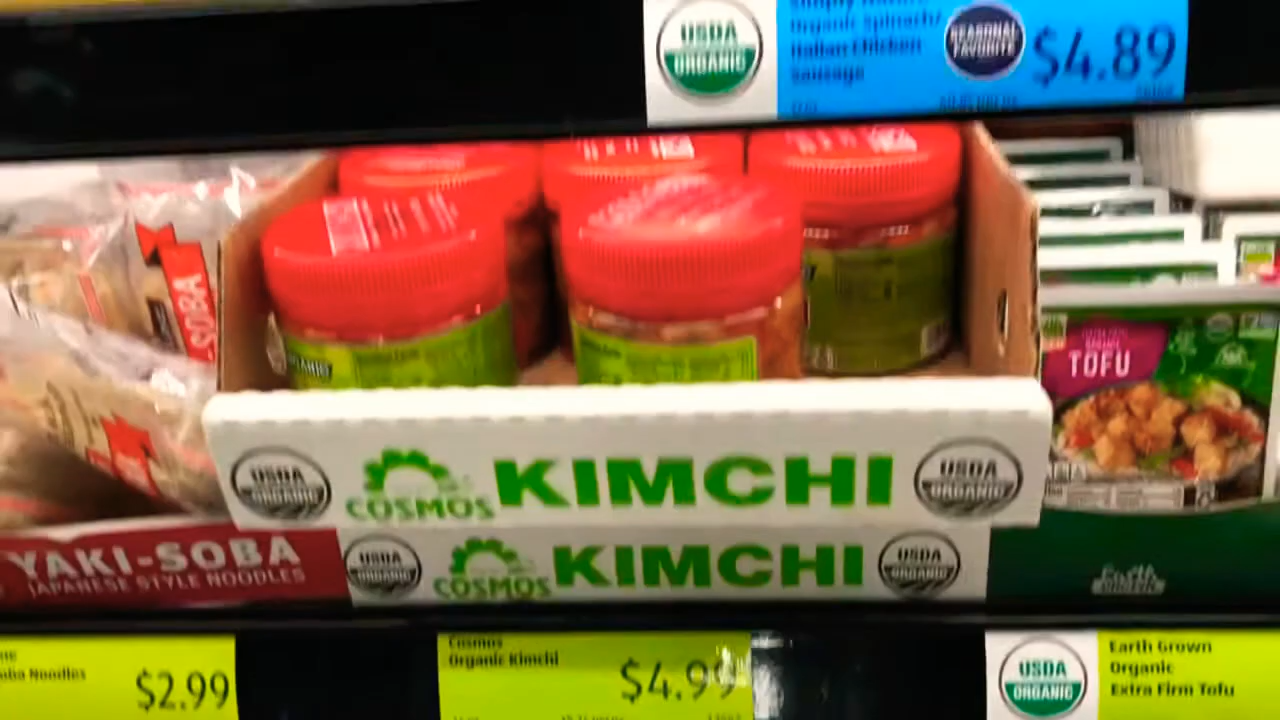 USDA
ORGANIC
Organic Spinach/
Italian Chicken
Sausage
SEASONAL
FAVORITE
$4.89
-SOBA
TOFU
USDA
ORGANIC
COSMOS
KIMCHI
USDA
ORGANIC
YAKI-SOBA
JAPANESE STYLE NOODLES
USDA
ORGANIC
COSMOS
KIMCHI
USDA
ORGANIC
Noodles
$2.99
Cosmos
Organic Kimchi
$4.99
USDA
ORGANIC
Earth Grown
Organic
Extra Firm Tofu